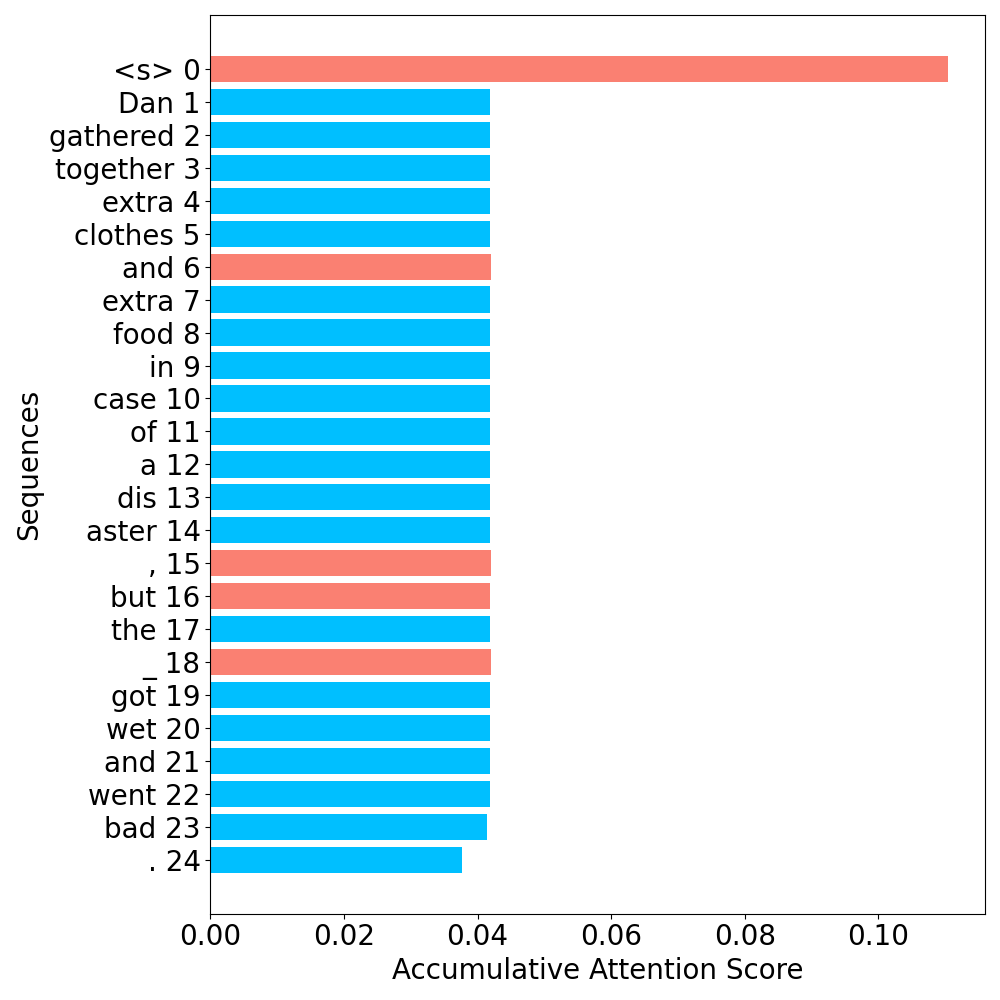 <s> 0
Dan 1
gathered 2
together 3
extra 4
clothes 5
and 6
extra 7
food 8
in 9
case 10
of 11
a 12
dis 13
aster 14
, 15
but 16
the 17
_ 18
got 19
wet 20
and 21
went 22
bad 23
. 24
Sequences
0.00 0.02 0.04 0.06 0.08 0.10
Accumulative Attention Score